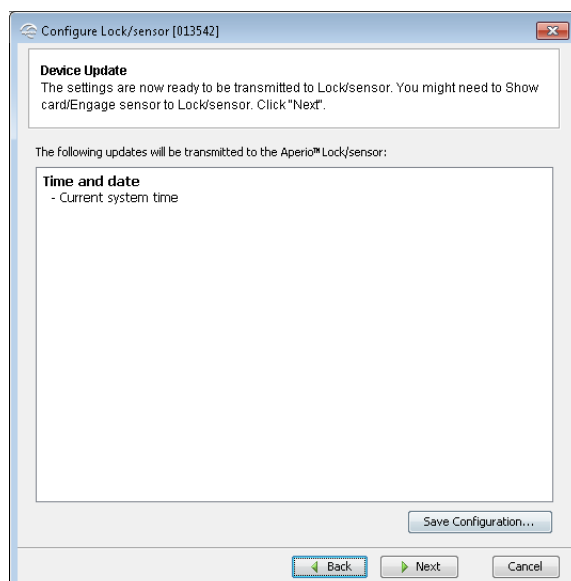 Configure Lock/sensor [013542]
Device Update
The settings are now ready to be transmitted to Lock/sensor. You might need to Show
card/Engage sensor to Lock/sensor. Click "Next".
The following updates will be transmitted to the Aperio™ Lock/sensor:
Time and date
- Current system time
Save Configuration...
Back
Next
Cancel